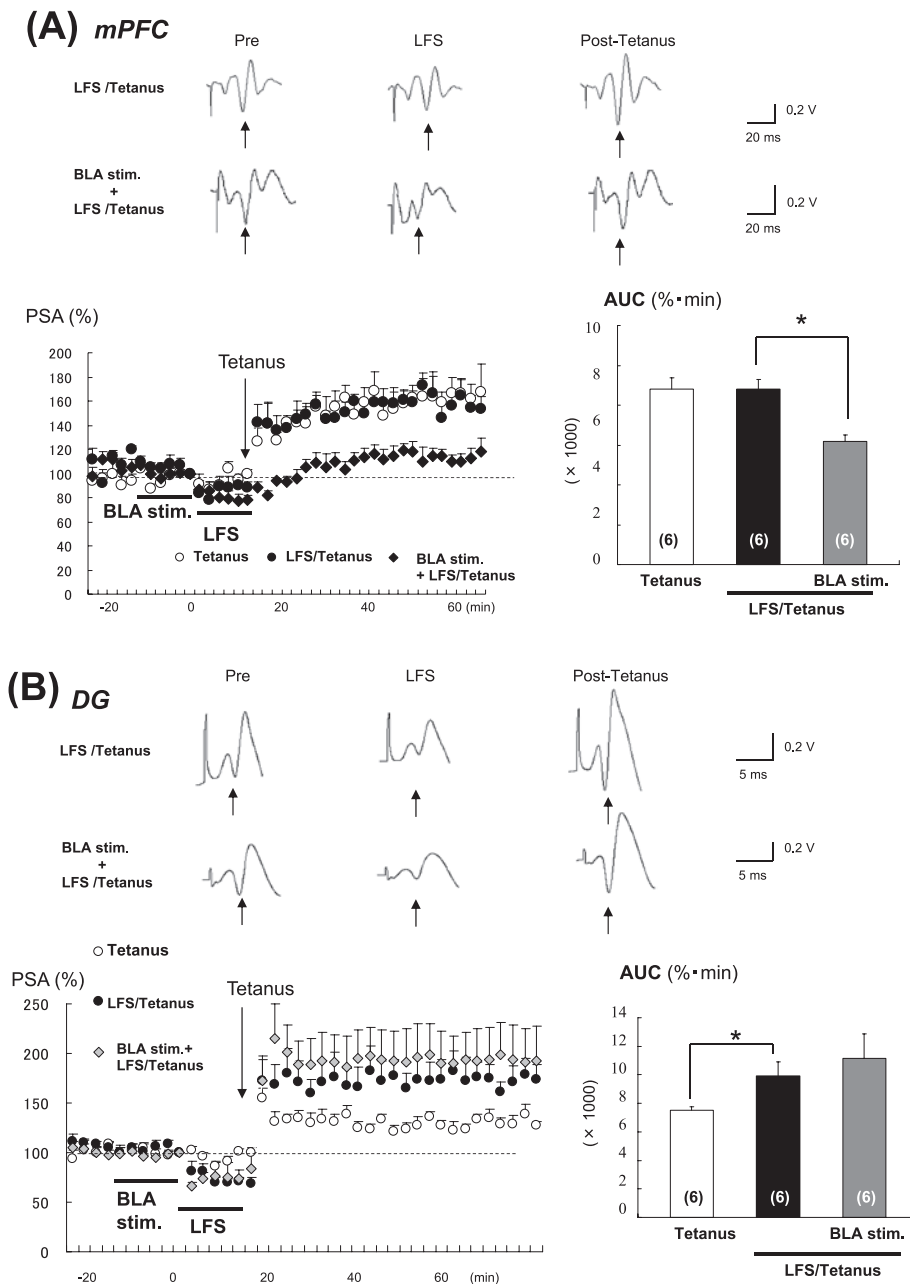 (A) mPFC
Pre LFS Post-Tetanus
LFS /Tetanus
0.2 V
20 ms
BLA stim.
+
LFS /Tetanus
0.2 V
20 ms
PSA (%)
AUC (%・min)
200
180
160
140
120
100
80
60
40
20
0
Tetanus
BLA stim.
LFS
Tetanus LFS/Tetanus BLA stim.
+ LFS/Tetanus
-20 0 20 40 60 (min)
10
8
6
4
2
0
(× 1000)
*
(6) (6) (6)
Tetanus BLA stim.
LFS/Tetanus
(B) DG
Pre LFS Post-Tetanus
LFS /Tetanus
0.2 V
5 ms
BLA stim.
+
LFS /Tetanus
0.2 V
5 ms
Tetanus
PSA (%)
LFS/Tetanus
BLA stim.+
LFS/Tetanus
Tetanus
250
200
150
100
50
0
BLA
stim.
LFS
-20 0 20 40 60 (min) 80
AUC (%・min)
14
12
10
8
6
4
2
0
(× 1000)
*
(6) (6) (6)
Tetanus BLA stim.
LFS/Tetanus